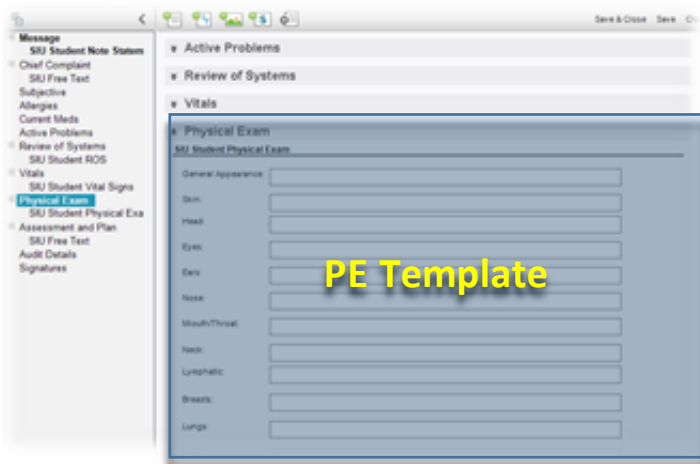 Save & Close Save
Message
SIU Student Note Statem
Chief Complaint
SIU Free Text
Subjective
Allergies
Current Meds
Active Problems
Review of Systems
SIU Student ROS
Vitals
SIU Student Vital Signs
Physical Exam
SIU Student Physical Exa
Assessment and Plan
SIU Free Text
Audit Details
Signatures
Active Problems
Review of Systems
Vitals
Physical Exam
SIU Student Physical Exam
General Appearance:
Skin:
Head:
Eyes:
Ears:
Nose:
Mouth/Throat:
Neck:
Lymphatic:
Breasts:
Lungs:
PE Template